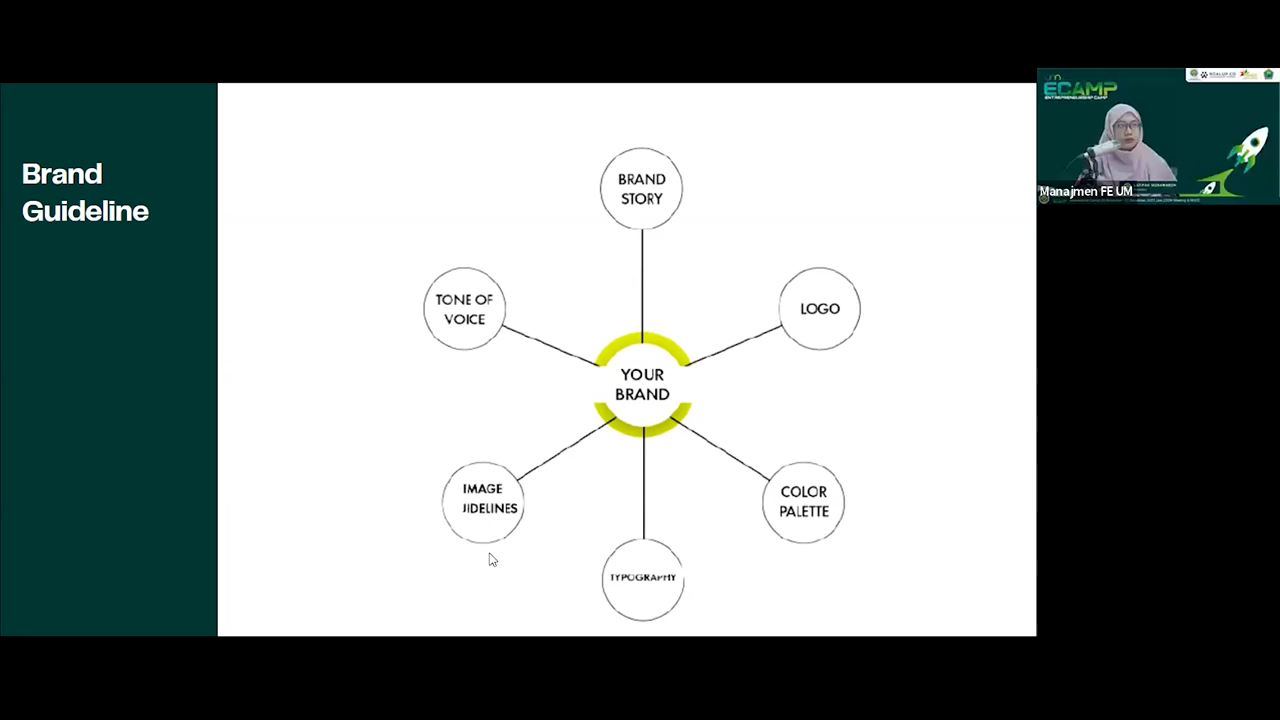 Brand
Guideline
BRAND
STORY
TONE OF
VOICE
LOGO
YOUR
BRAND
IMAGE
JIDELINES
COLOR
PALETTE
TYPOGRAPHY
ECAMP
ENTREPRENEURSHIP CAMP
Manajmen FE UM